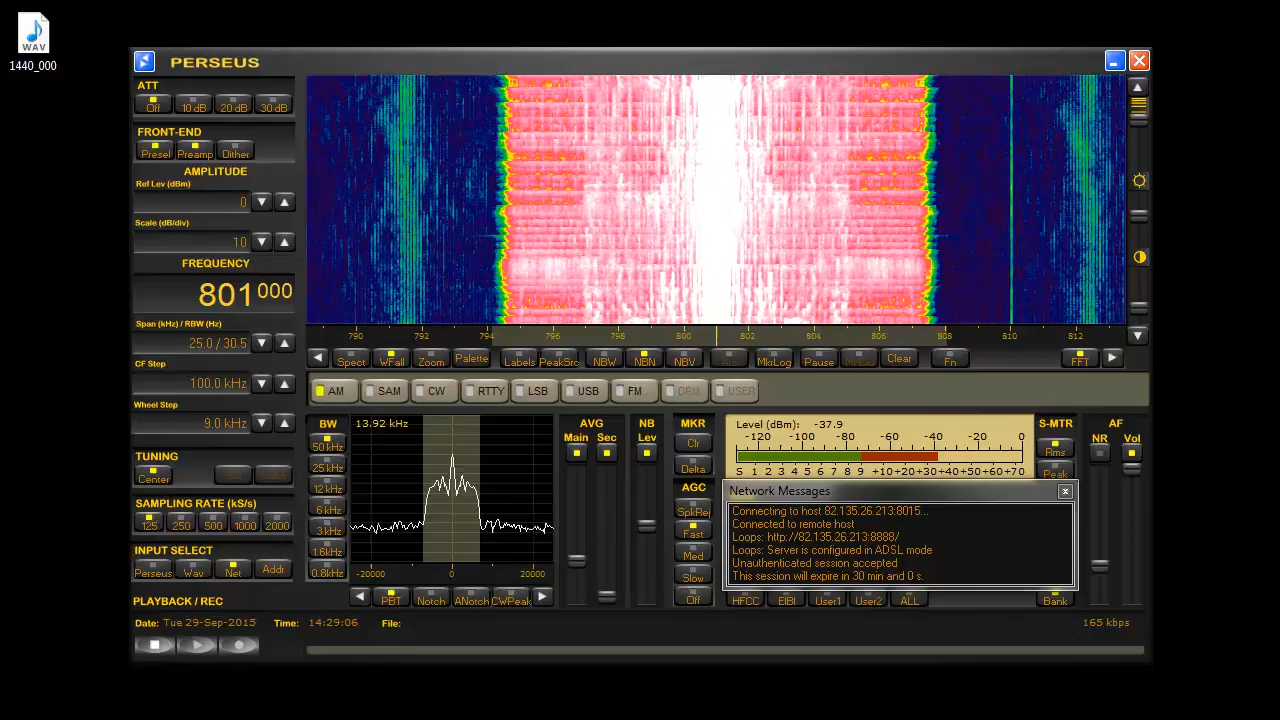 WAV
1440_000
PERSEUS
ATT
Off 10 dB 20 dB 30 dB
FRONT-END
Presel Preamp Dither
AMPLITUDE
Ref Lev (dBm)
0
Scale (dB/div)
10
FREQUENCY
801 000
Span (kHz) / RBW (Hz)
25.0 / 30.5
CF Step
100.0 kHz
Wheel Step
9.0 kHz
TUNING
Center
SAMPLING RATE (kS/s)
125 250 500 1000 2000
INPUT SELECT
Perseus Wav Net Addr
PLAYBACK / REC
790 792 794 796 798 800 802 804 806 808 810 812
Spect WFall Zoom Palette Labels PeakSrc NBW NBN NBV MkrLog Pause Clear Fn FFT
AM SAM CW RTTY LSB USB FM DRM USER
BW
50 kHz
25 kHz
12 kHz
6 kHz
3 kHz
1.6kHz
0.8kHz
13.92 kHz
-20000 0 20000
PBT Notch ANotch CWPeak
AVG
Main Sec
NB
Lev
MKR
Clr
Delta
AGC
SpkRej
Fast
Med
Slow
Off
Level (dBm): -37.9
-120 -100 -80 -60 -40 -20 0
S 1 2 3 4 5 6 7 8 9 +10 +20 +30 +40 +50 +60 +70
S-MTR
Rms
Peak
AF
NR Vol
Network Messages
Connecting to host 82.135.26.213:8015...
Connected to remote host
Loops: http://82.135.26.213:8888/
Loops: Server is configured in ADSL mode
Unauthenticated session accepted
This session will expire in 30 min and 0 s.
HFCC EIBI User1 User2 ALL Bank
Date: Tue 29-Sep-2015 Time: 14:29:06 File: 165 kbps